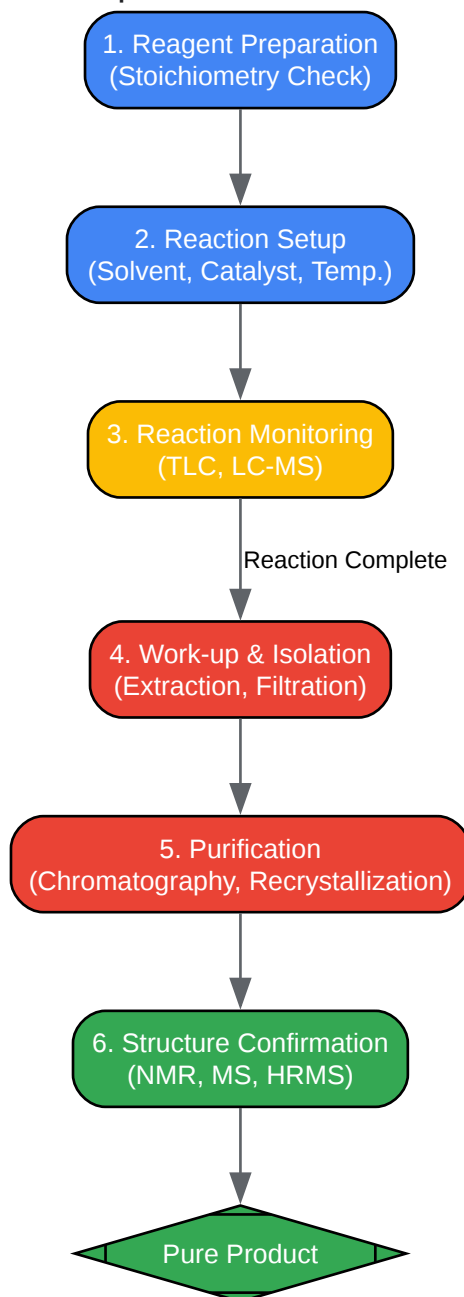 1. Reagent Preparation
(Stoichiometry Check)
2. Reaction Setup
(Solvent, Catalyst, Temp.)
3. Reaction Monitoring
(TLC, LC-MS)
Reaction Complete
4. Work-up & Isolation
(Extraction, Filtration)
5. Purification
(Chromatography, Recrystallization)
6. Structure Confirmation
(NMR, MS, HRMS)
Pure Product